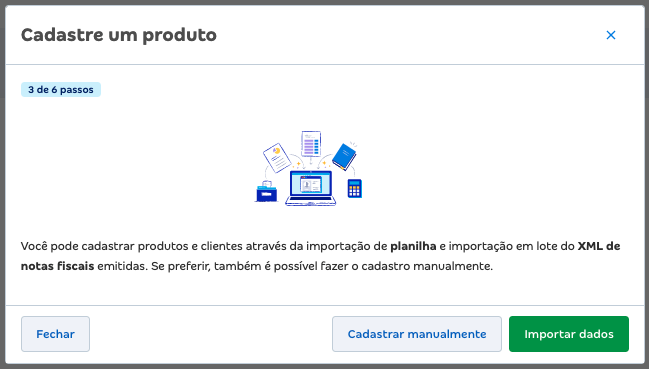 Cadastre um produto
3 de 6 passos
Você pode cadastrar produtos e clientes através da importação de planilha e importação em lote do XML de
notas fiscais emitidas. Se preferir, também é possível fazer o cadastro manualmente.
Fechar
Cadastrar manualmente
Importar dados